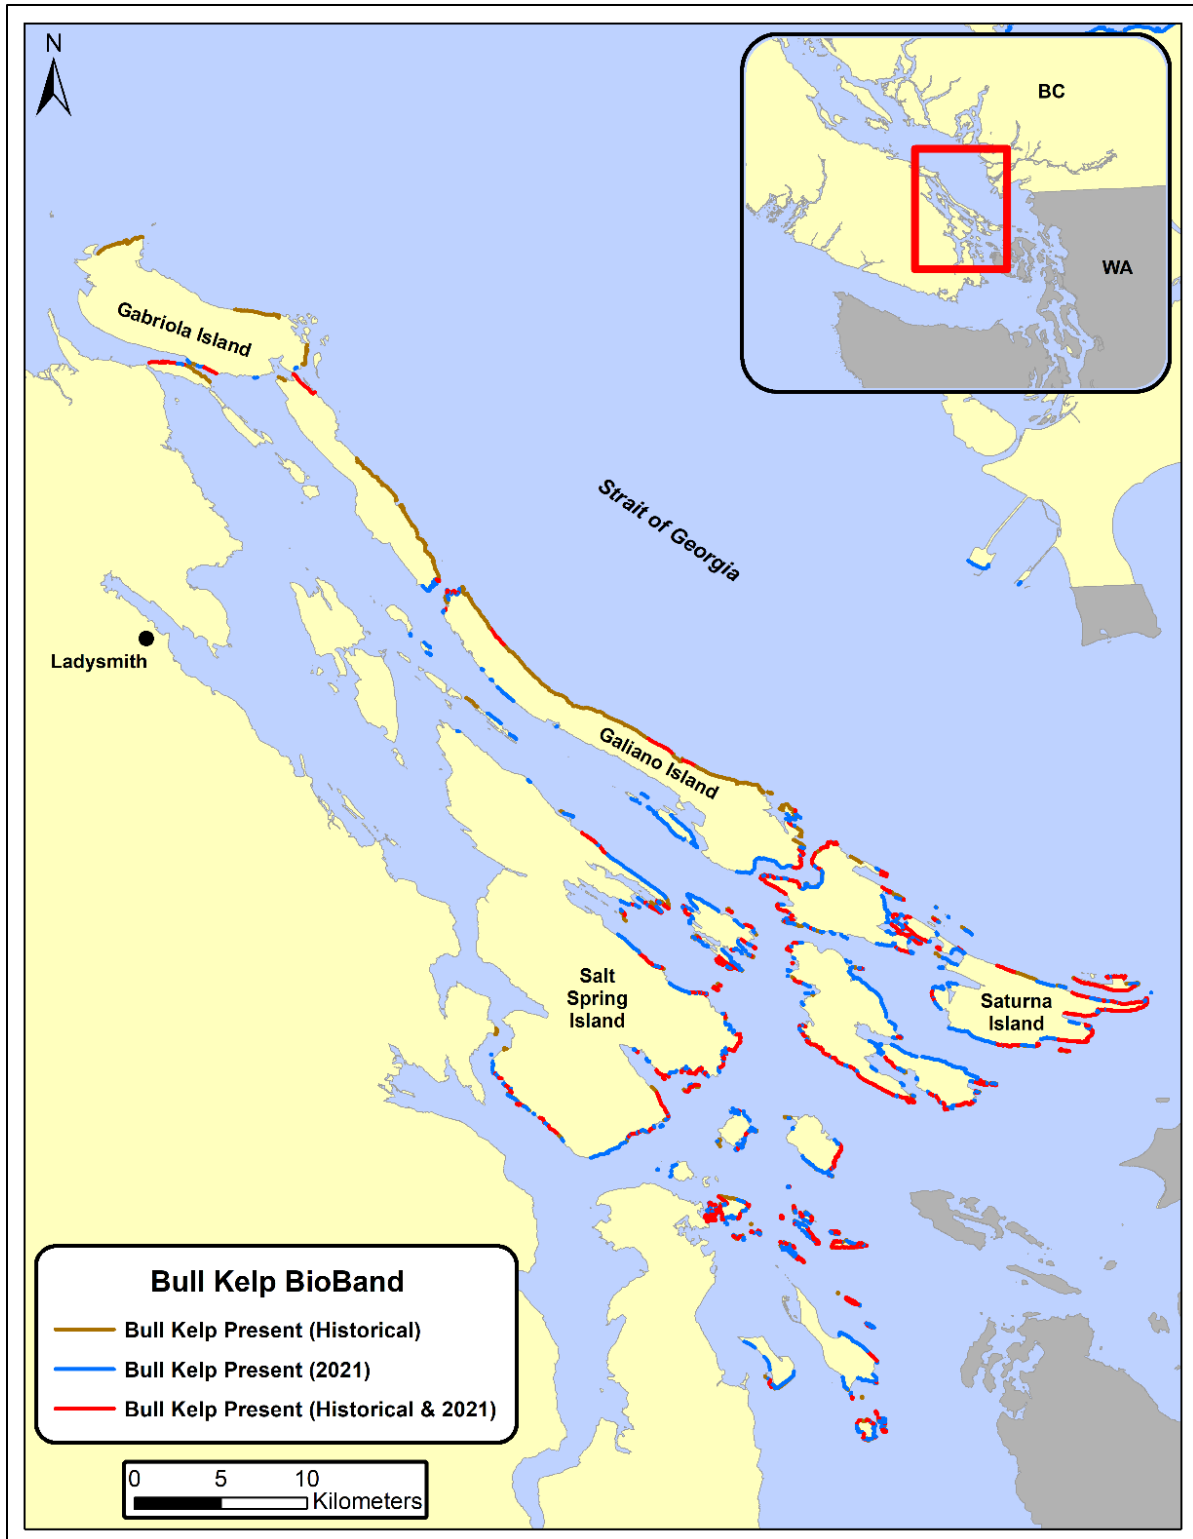 N
BC
WA
Gabriola Island
Strait of Georgia
Ladysmith
Galiano Island
Salt
Spring
Island
Saturna
Island
Bull Kelp BioBand
Bull Kelp Present (Historical)
Bull Kelp Present (2021)
Bull Kelp Present (Historical & 2021)
0 5 10
Kilometers